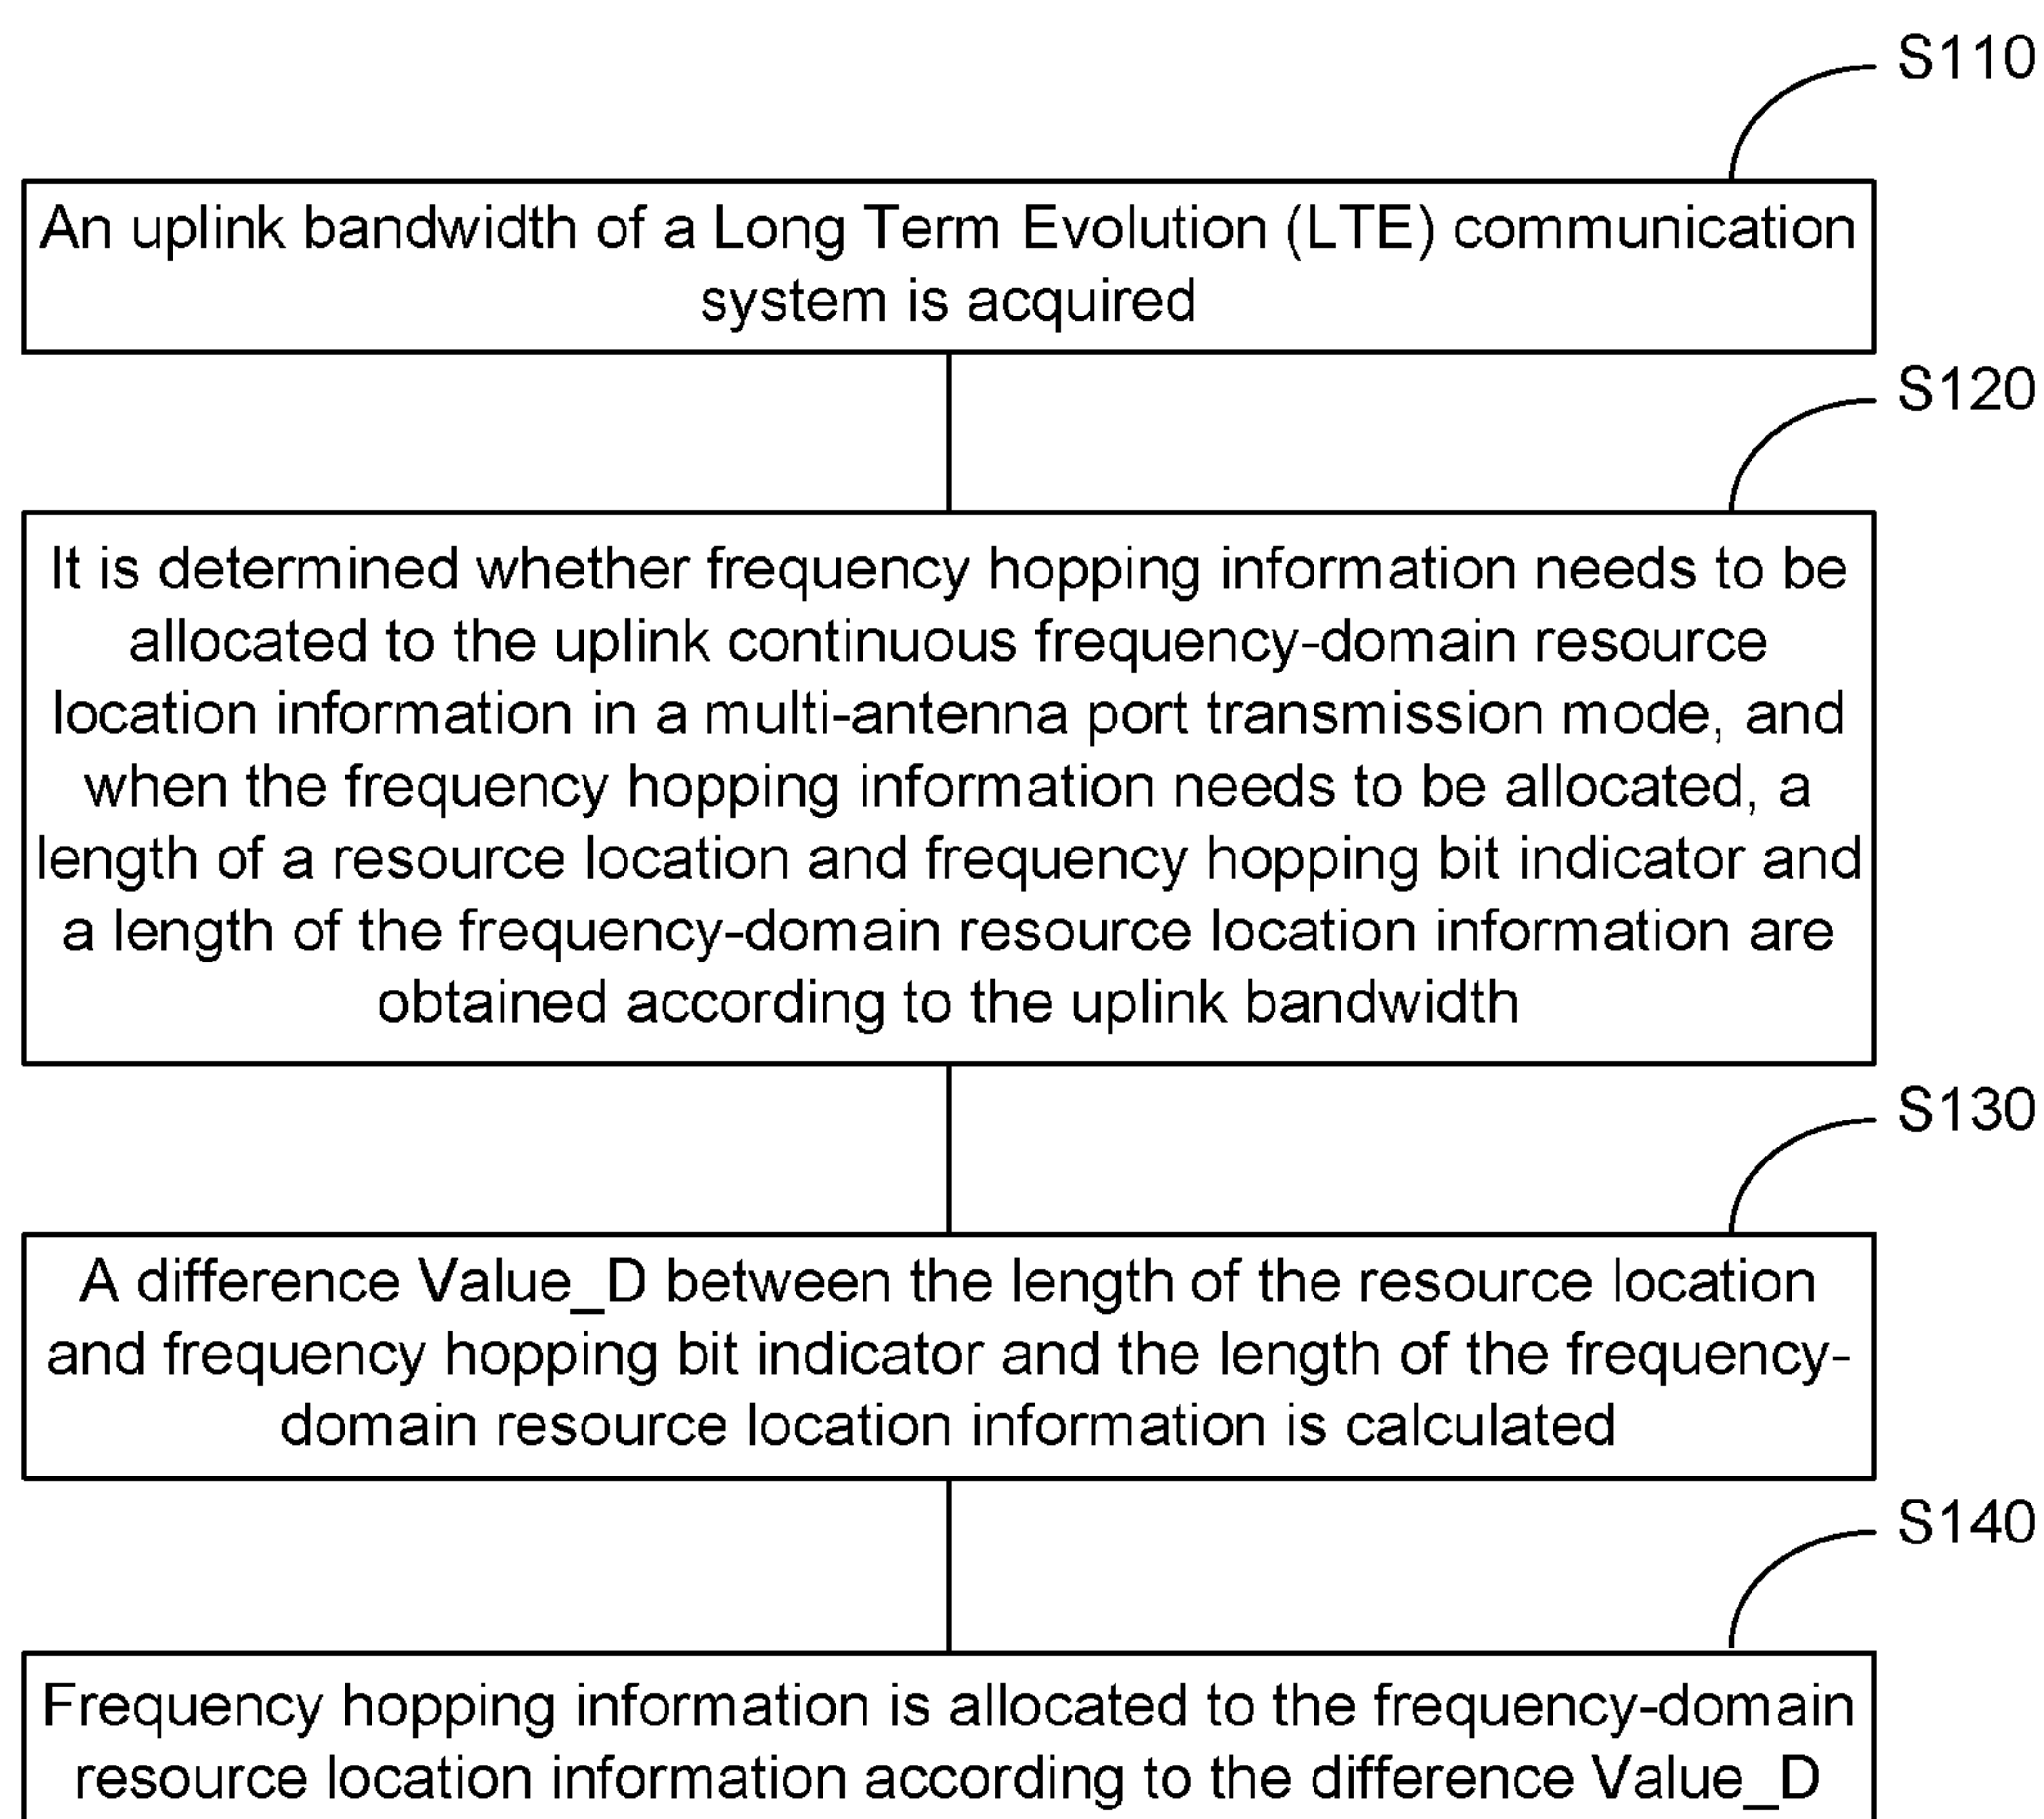 S110
An uplink bandwidth of a Long Term Evolution (LTE) communication
system is acquired
S120
It is determined whether frequency hopping information needs to be
allocated to the uplink continuous frequency-domain resource
location information in a multi-antenna port transmission mode, and
when the frequency hopping information needs to be allocated, a
length of a resource location and frequency hopping bit indicator and
a length of the frequency-domain resource location information are
obtained according to the uplink bandwidth
S130
A difference Value_D between the length of the resource location
and frequency hopping bit indicator and the length of the frequency-
domain resource location information is calculated
S140
Frequency hopping information is allocated to the frequency-domain
resource location information according to the difference Value_D